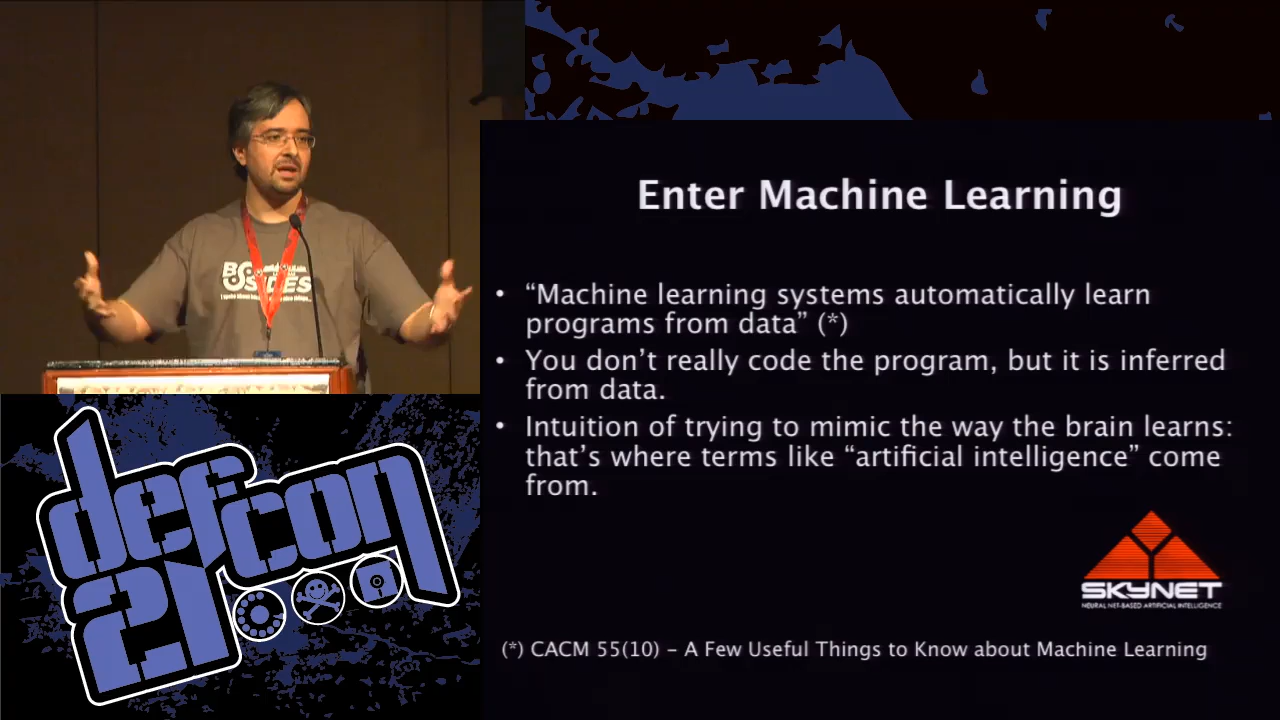 BSIDES
Enter Machine Learning
• “Machine learning systems automatically learn
programs from data” (*)
• You don’t really code the program, but it is inferred
from data.
• Intuition of trying to mimic the way the brain learns:
that’s where terms like “artificial intelligence” come
from.
SKYNET
NEURAL NET-BASED ARTIFICIAL INTELLIGENCE
(*) CACM 55(10) – A Few Useful Things to Know about Machine Learning
defcon
21